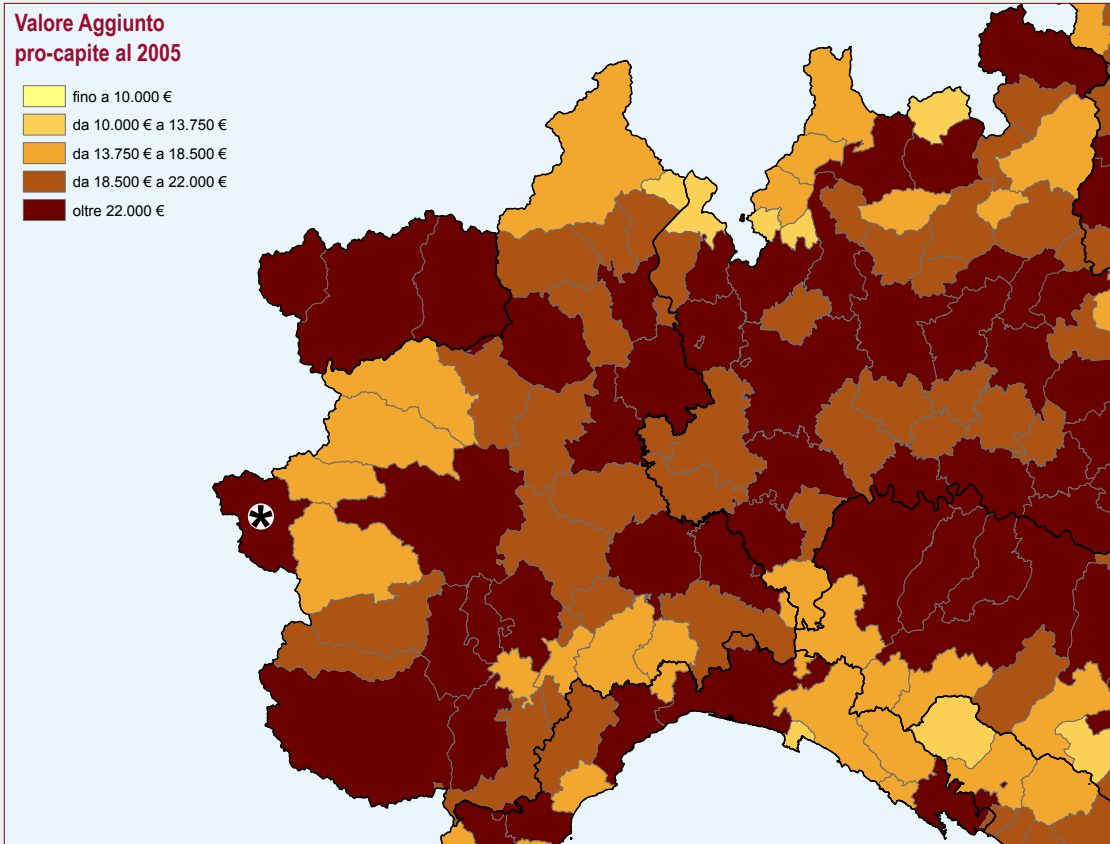 Valore Aggiunto
pro-capite al 2005
fino a 10.000 €
da 10.000 € a 13.750 €
da 13.750 € a 18.500 €
da 18.500 € a 22.000 €
oltre 22.000 €
*